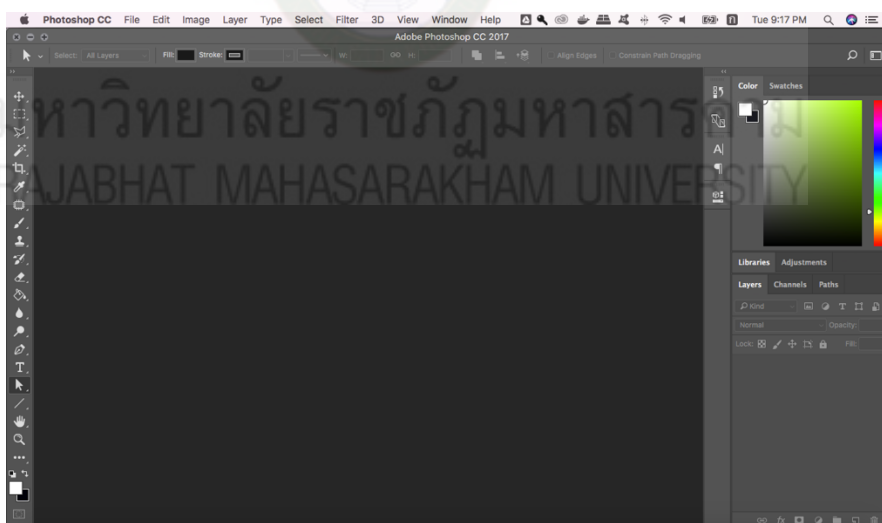 Photoshop CC File Edit Image Layer Type Select Filter 3D View Window Help Tue 9:17 PM
Adobe Photoshop CC 2017
Select: All Layers Fill: Stroke: W: GO H: Align Edges Constrain Path Dragging
Color Swatches
มหาวิทยาลัยราชภัฏมหาสารคาม
RAJABHAT MAHASARAKHAM UNIVERSITY
Libraries Adjustments
Layers Channels Paths
Kind
Normal Opacity:
Lock: Fill: